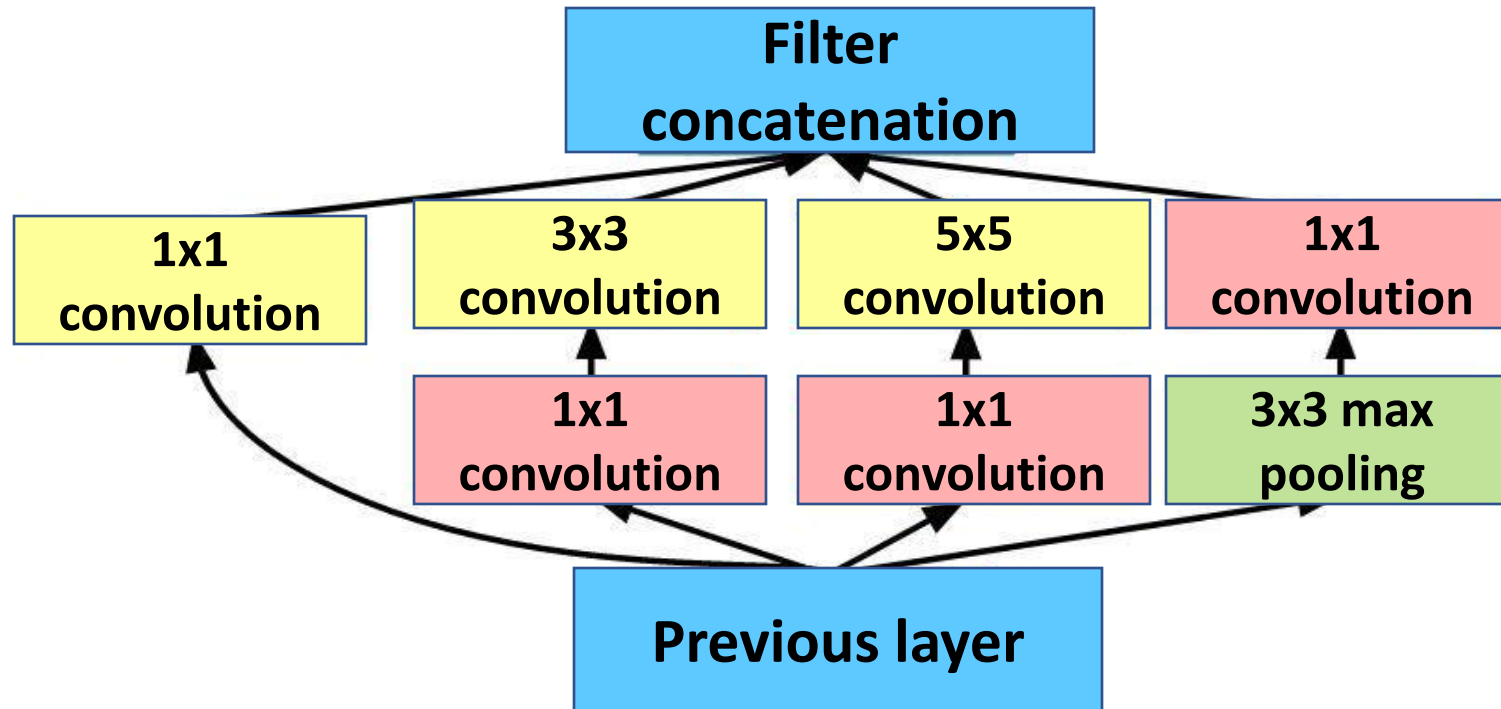 Filter
concatenation
1x1
convolution
3x3
convolution
5x5
convolution
1x1
convolution
1x1
convolution
1x1
convolution
3x3 max
pooling
Previous layer